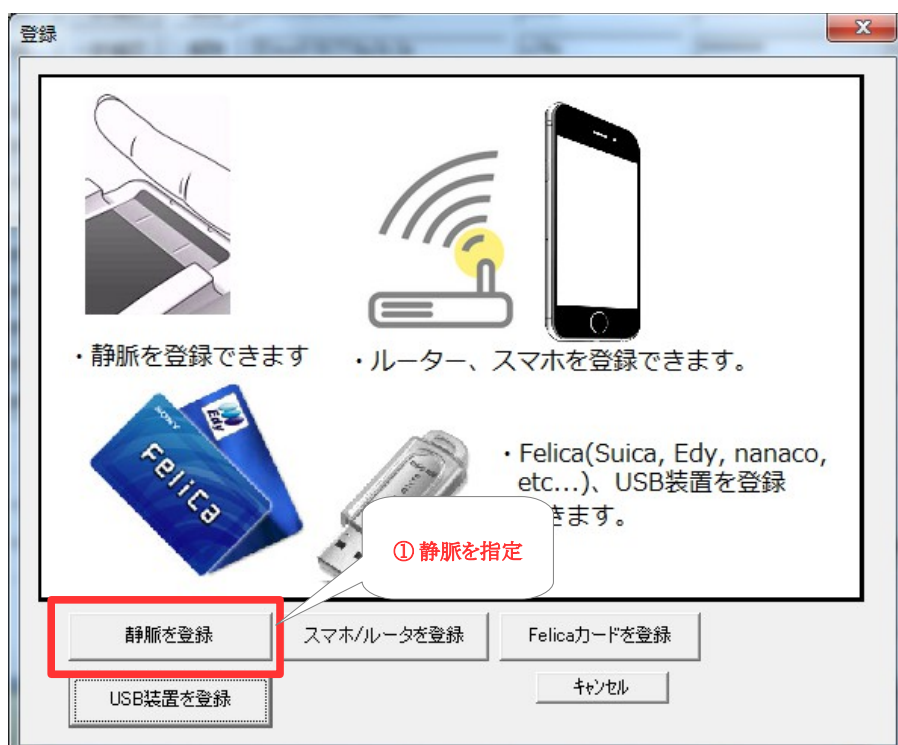 登録
・静脈を登録できます
・ルーター、スマホを登録できます。
SONY
Felica
Edy
・Felica(Suica, Edy, nanaco,
etc...)、USB装置を登録
きます。
① 静脈を指定
静脈を登録
スマホ/ルータを登録
Felicaカードを登録
USB装置を登録
キャンセル